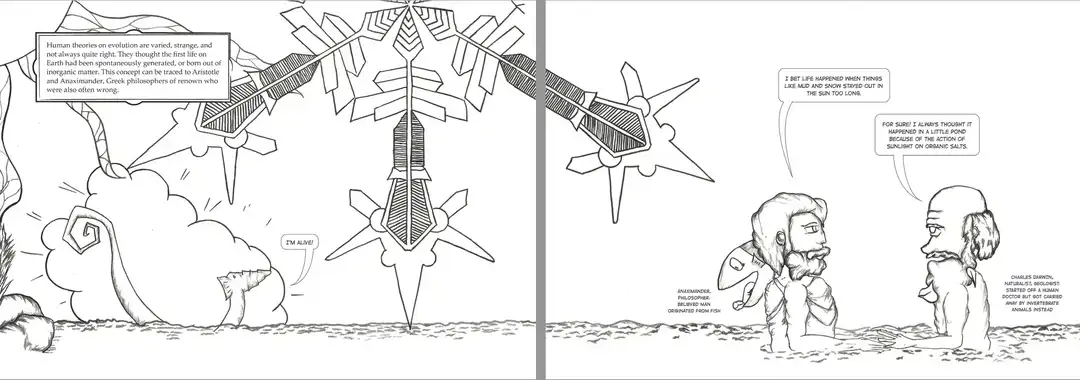 Human theories on evolution are varied, strange, and
not always quite right. They thought the first life on
Earth had been spontaneously generated, or born out of
inorganic matter. This concept can be traced to Aristotle
and Anaximander, Greek philosophers of renown who
were also often wrong.
I'M ALIVE!
I BET LIFE HAPPENED WHEN THINGS
LIKE MUD AND SNOW STAYED OUT IN
THE SUN TOO LONG.
FOR SURE! I ALWAYS THOUGHT IT
HAPPENED IN A LITTLE POND
BECAUSE OF THE ACTION OF
SUNLIGHT ON ORGANIC SALTS.
ANAXIMANDER,
PHILOSOPHER:
BELIEVED MAN
ORIGINATED FROM FISH
CHARLES DARWIN,
NATURALIST, GEOLOGIST:
STARTED OFF A HUMAN
DOCTOR BUT GOT CARRIED
AWAY BY INVERTEBRATE
ANIMALS INSTEAD